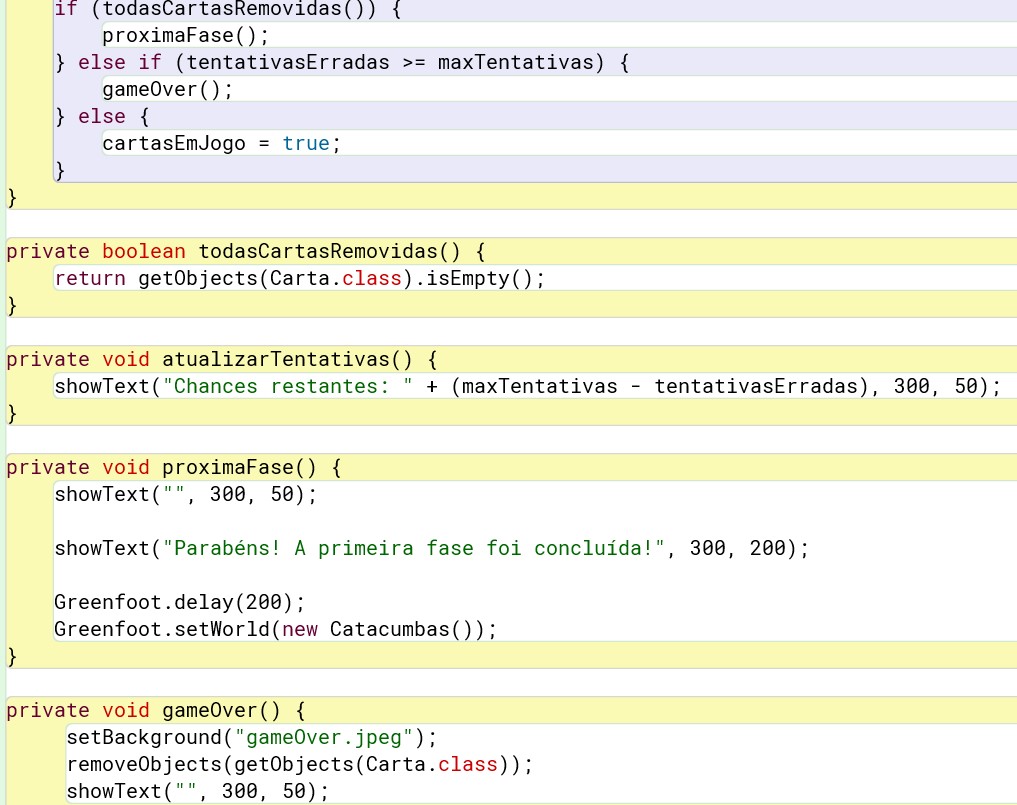 if (todasCartasRemovidas()) {
proximaFase();
} else if (tentativasErradas >= maxTentativas) {
gameOver();
} else {
cartasEmJogo = true;
}
}
private boolean todasCartasRemovidas() {
return getObjects(Carta.class).isEmpty();
}
private void atualizarTentativas() {
showText("Chances restantes: " + (maxTentativas - tentativasErradas), 300, 50);
}
private void proximaFase() {
showText("", 300, 50);
showText("Parabéns! A primeira fase foi concluída!", 300, 200);
Greenfoot.delay(200);
Greenfoot.setWorld(new Catacumbas());
}
private void gameOver() {
setBackground("gameOver.jpeg");
removeObjects(getObjects(Carta.class));
showText("", 300, 50);